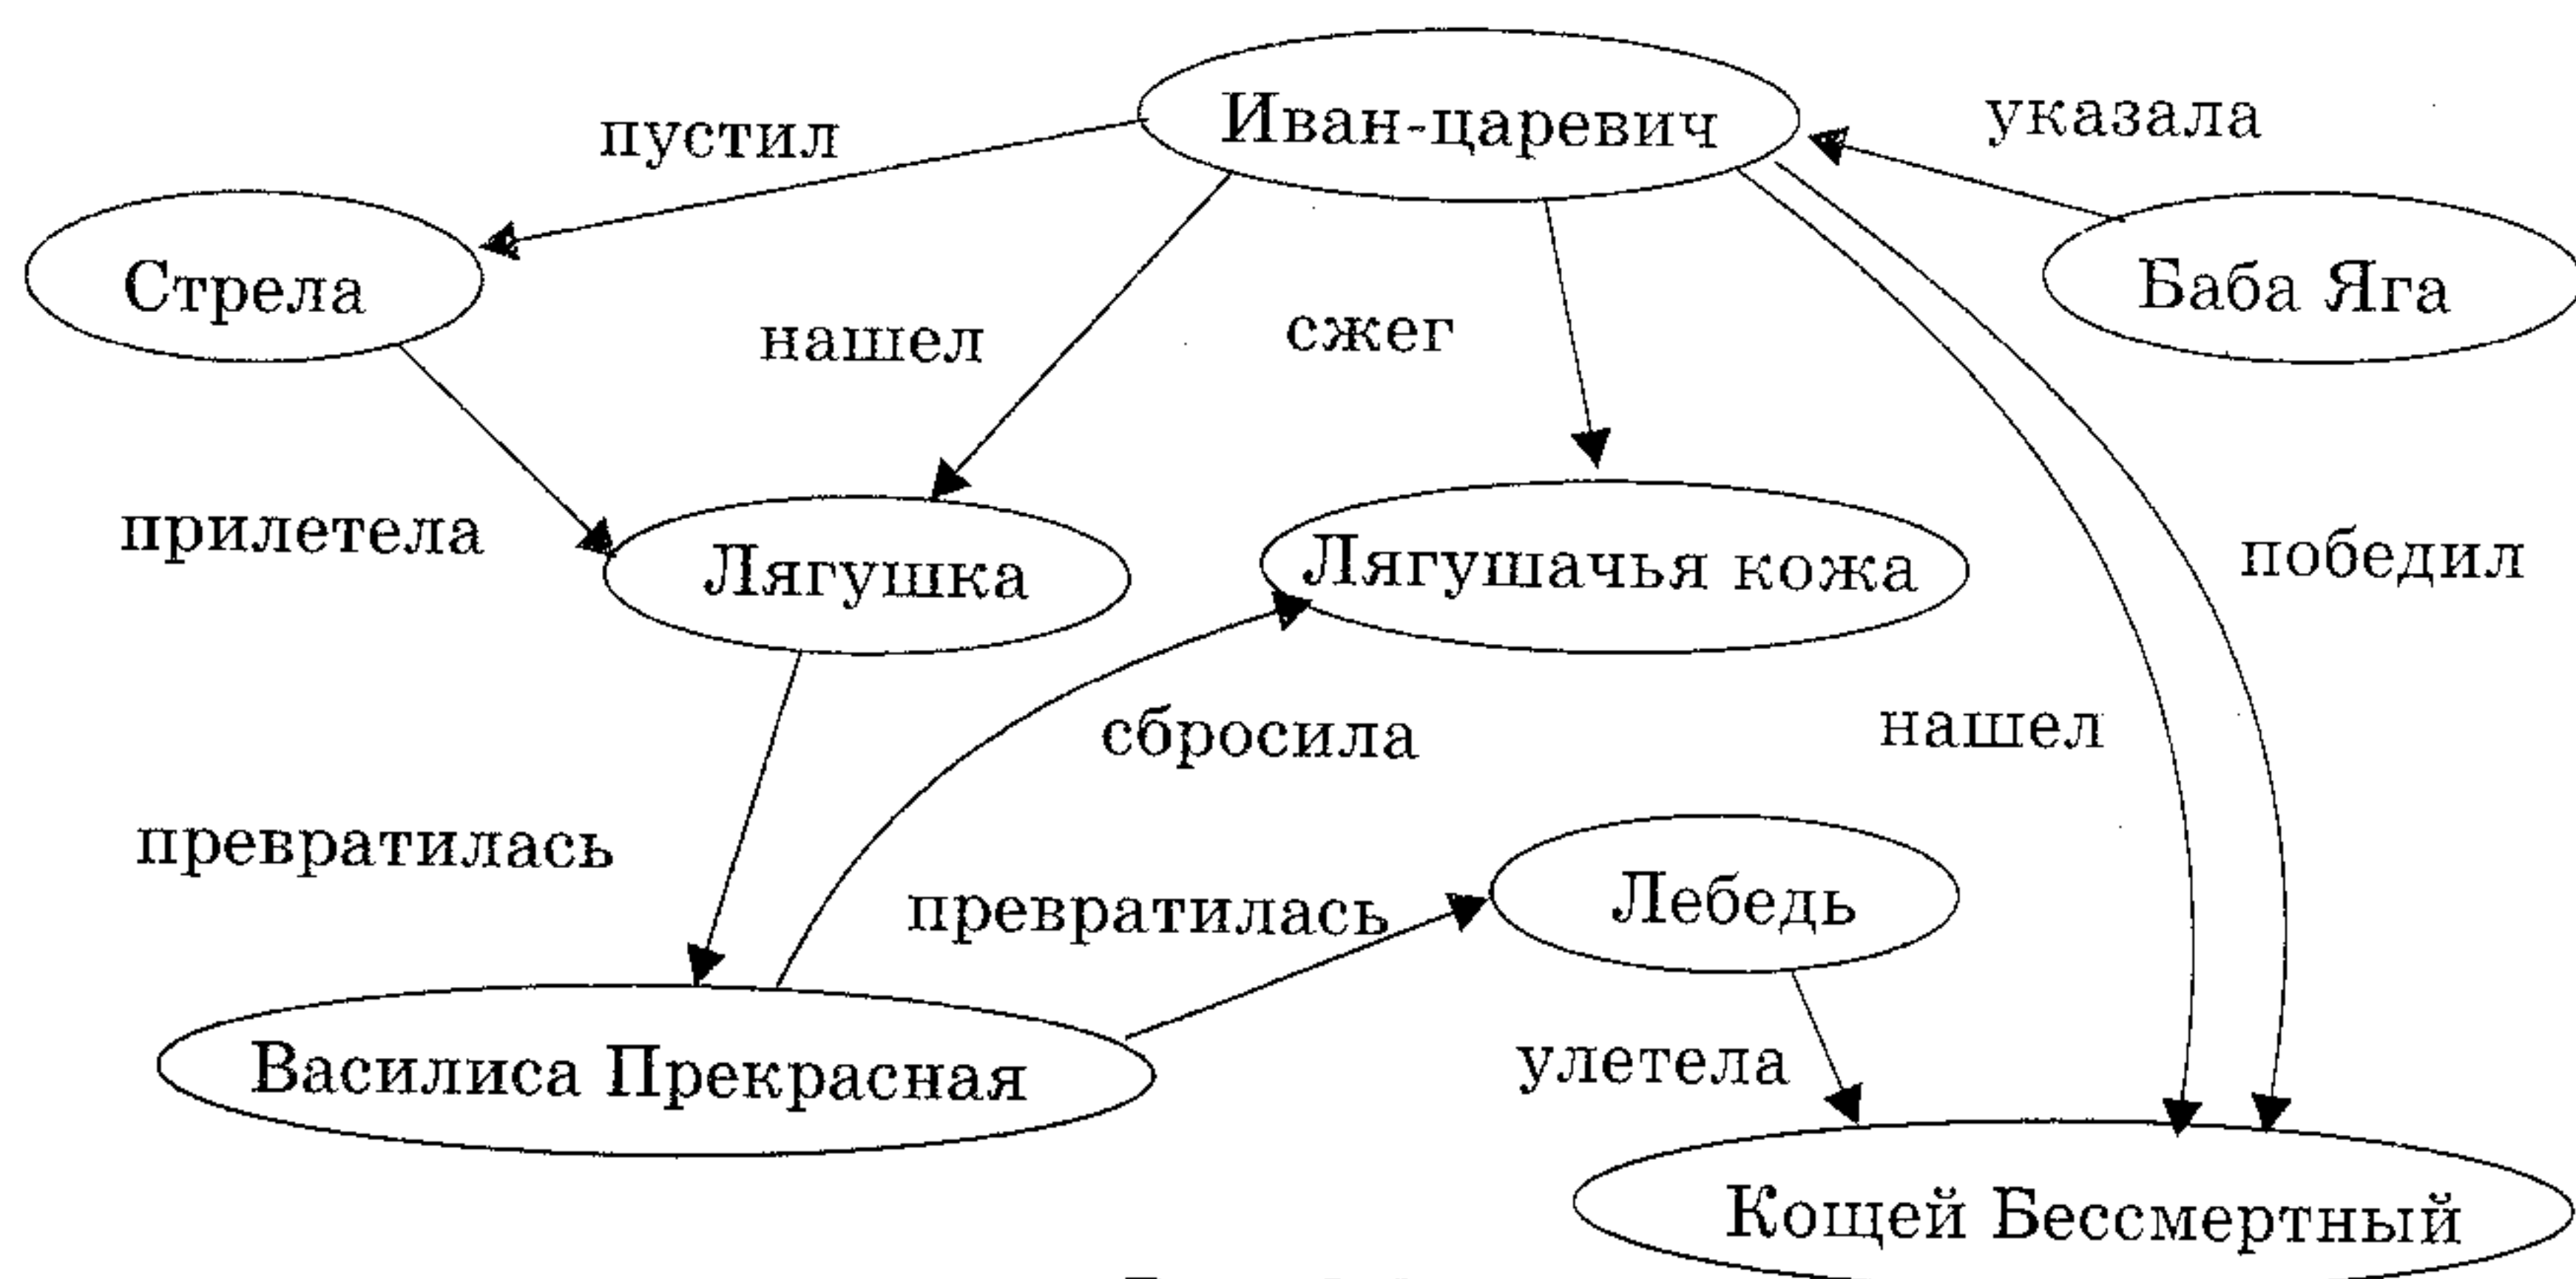 Иван-царевич
указала
пустил
Стрела
Баба Яга
нашел
сжег
прилетела
Лягушка
Лягушачья кожа
победил
сбросила
нашел
превратилась
превратилась
Лебедь
Василиса Прекрасная
улетела
Кощей Бессмертный